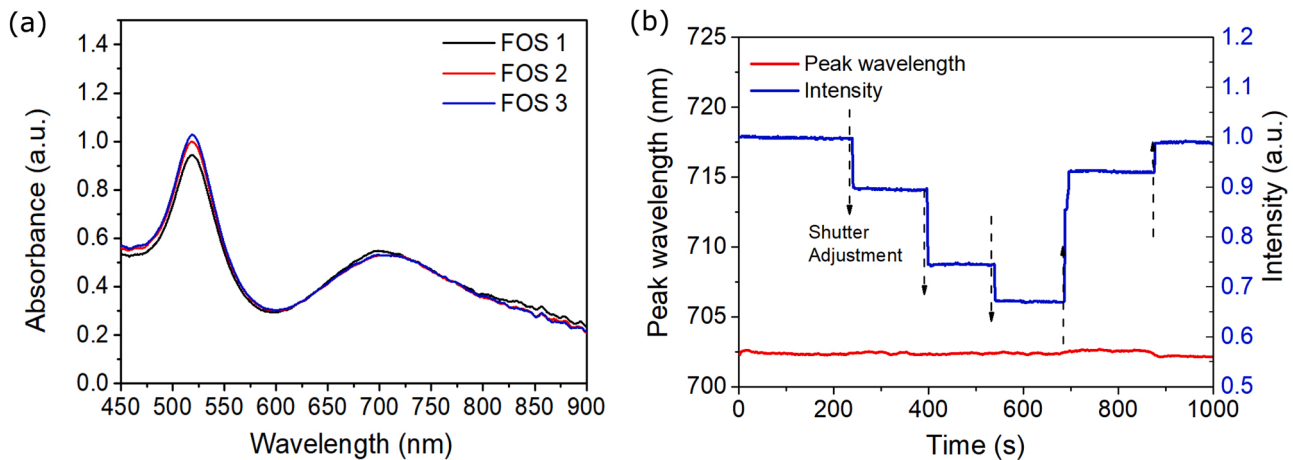 (a)
FOS 1
FOS 2
FOS 3
1.4
1.2
1.0
0.8
0.6
0.4
0.2
0.0
Absorbance (a.u.)
450 500 550 600 650 700 750 800 850 900
Wavelength (nm)
(b)
Peak wavelength
Intensity
725
720
715
710
705
700
Peak wavelength (nm)
Shutter
Adjustment
1.2
1.1
1.0
0.9
0.8
0.7
0.6
0.5
Intensity (a.u.)
0 200 400 600 800 1000
Time (s)